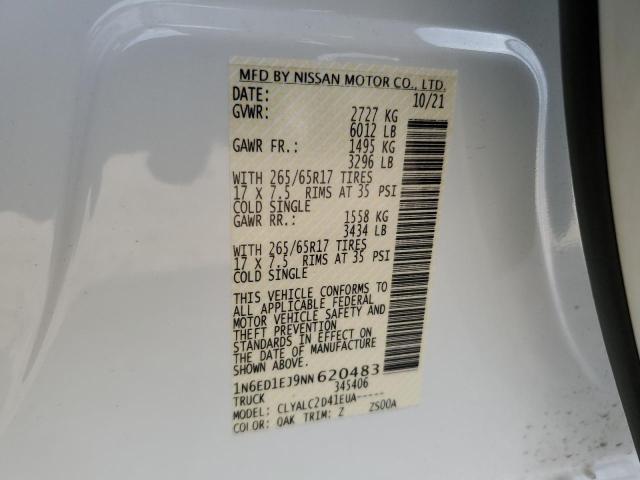 MFD BY NISSAN MOTOR CO., LTD.
DATE: 10/21
GVWR: 2727 KG
6012 LB
GAWR FR.: 1495 KG
3296 LB
WITH 265/65R17 TIRES
17 X 7.5 RIMS AT 35 PSI
COLD SINGLE
GAWR RR.: 1558 KG
3434 LB
WITH 265/65R17 TIRES
17 X 7.5 RIMS AT 35 PSI
COLD SINGLE
THIS VEHICLE CONFORMS TO
ALL APPLICABLE FEDERAL
MOTOR VEHICLE SAFETY AND
THEFT PREVENTION
STANDARDS IN EFFECT ON
THE DATE OF MANUFACTURE
SHOWN ABOVE.
1N6ED1EJ9NN620483
TRUCK 345406
MODEL: CLYALC2D41EUA-----
COLOR: QAK TRIM: Z ZS00A